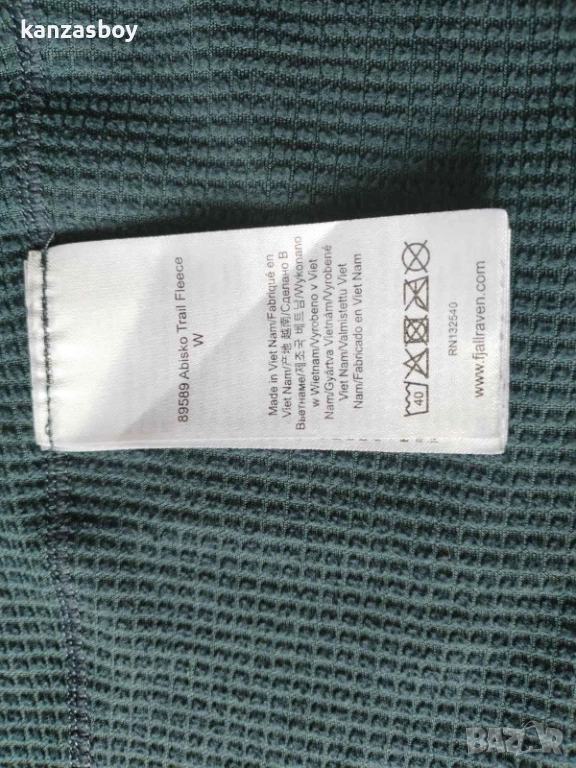 kanzasboy
89589 Abisko Trail Fleece
W
Made in Viet Nam/Fabriqué en
Viet Nam/产地 越南/Сделано В
Вьетнаме/제조국 베트남/Wykonano
w Wietnam/Vyrobeno v Viet
Nam/Gyártva Vietnám/Vyrobené
Viet Nam/Valmistettu Viet
Nam/Fabricado en Viet Nam
40
RN132540
www.fjallraven.com
BAZAR